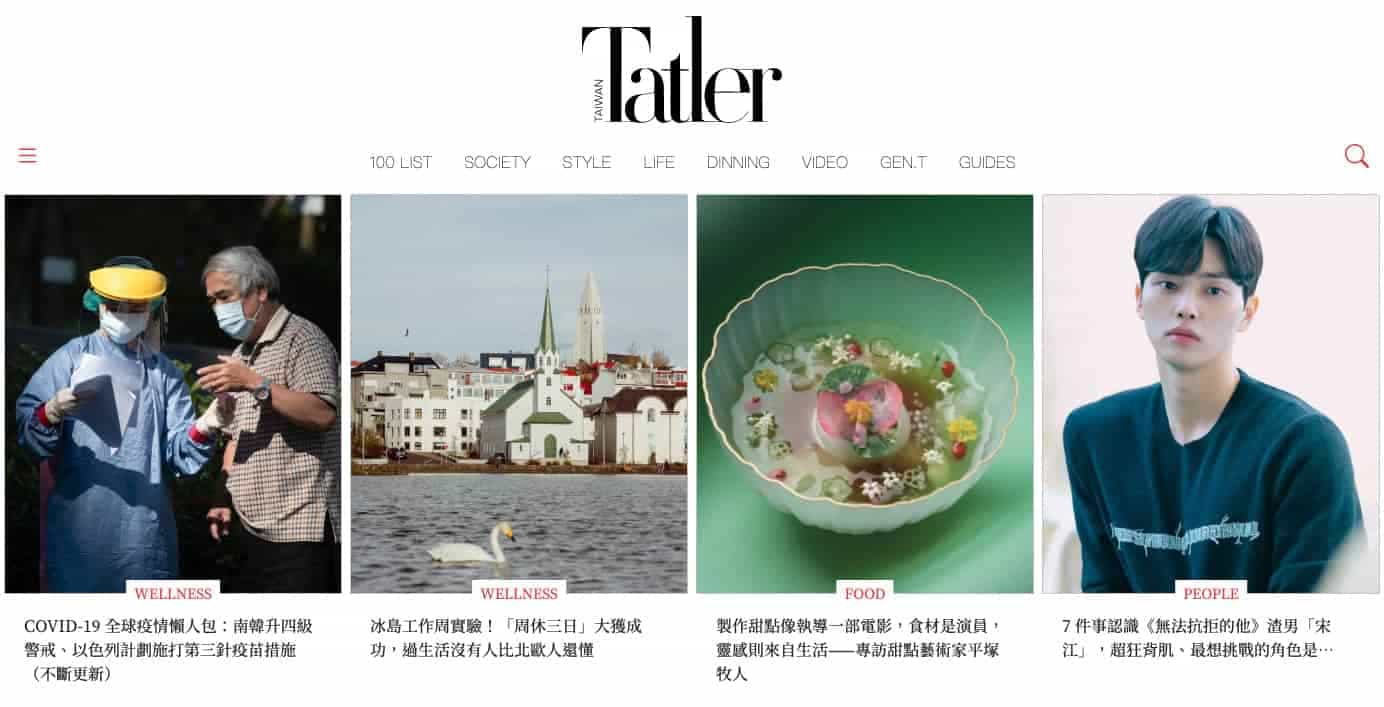 TAIWAN
Tatler
100 LIST SOCIETY STYLE LIFE DINNING VIDEO GEN.T GUIDES
WELLNESS
COVID-19 全球疫情懶人包：南韓升四級
警戒、以色列計劃施打第三針疫苗措施
（不斷更新）
WELLNESS
冰島工作周實驗！「周休三日」大獲成
功，過生活沒有人比北歐人還懂
FOOD
製作甜點像執導一部電影，食材是演員，
靈感則來自生活——專訪甜點藝術家平塚
牧人
PEOPLE
7 件事認識《無法抗拒的他》渣男「宋
江」，超狂背肌、最想挑戰的角色是…